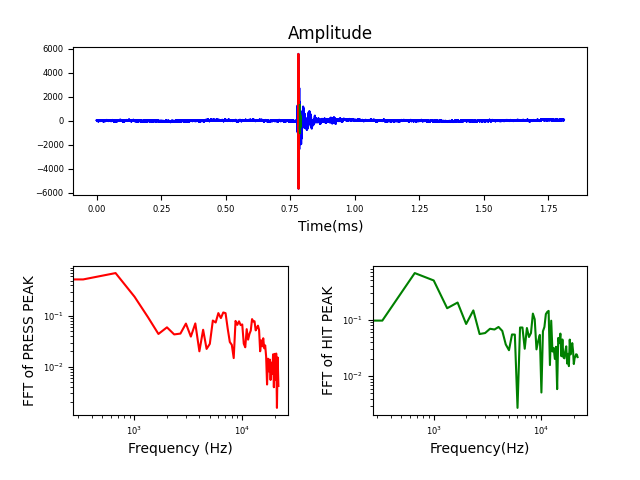 Amplitude
6000
4000
2000
0
−2000
−4000
−6000
0.00 0.25 0.50 0.75 1.00 1.25 1.50 1.75
Time(ms)
FFT of PRESS PEAK
10⁻¹
10⁻²
10³ 10⁴
Frequency (Hz)
FFT of HIT PEAK
10⁻¹
10⁻²
10³ 10⁴
Frequency(Hz)